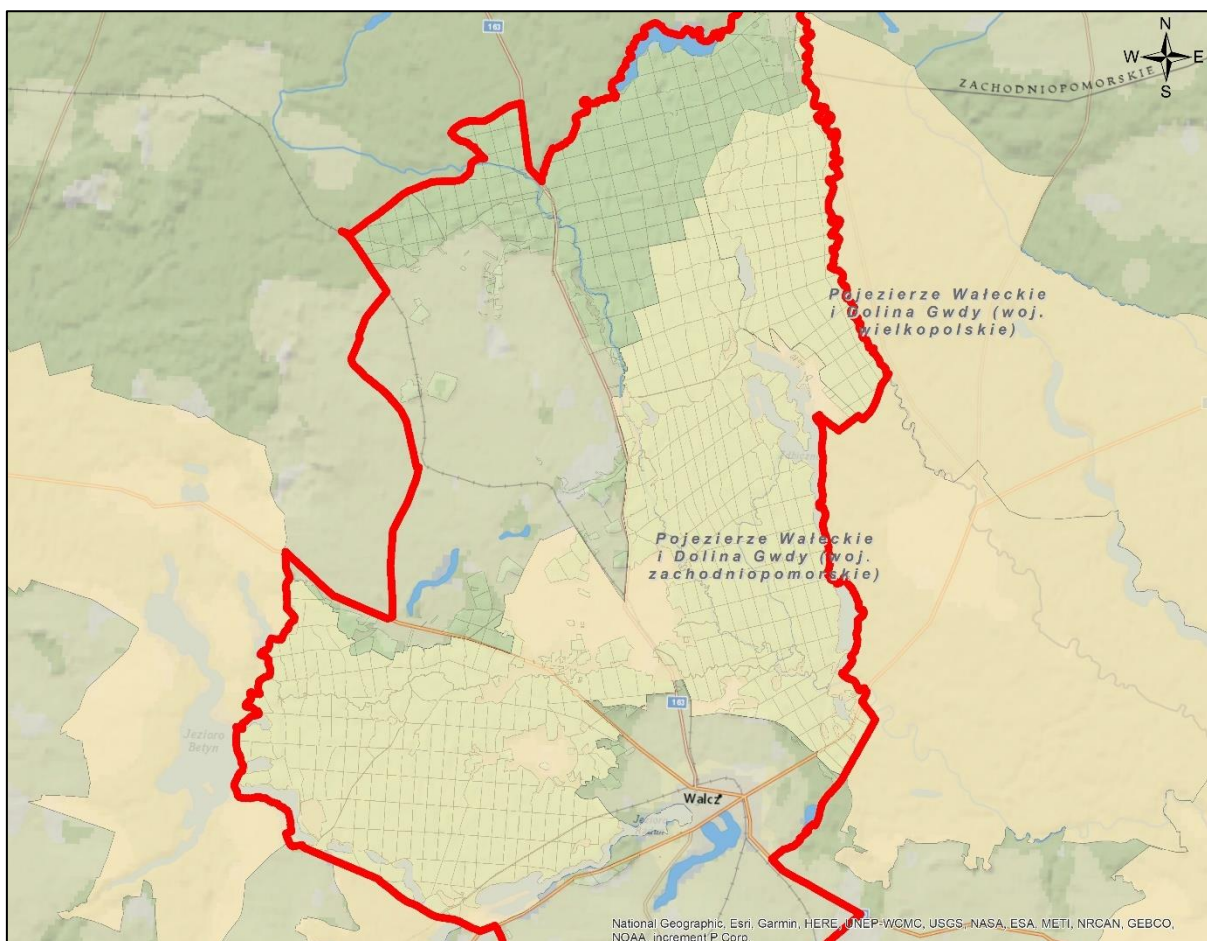 163
N
W E
S
ZACHODNIOPOMORSKIE
Pojezierze Wałeckie
i Dolina Gwdy (woj.
wielkopolskie)
Pojezierze Wałeckie
i Dolina Gwdy (woj.
zachodniopomorskie)
163
Jezioro
Betyn
Wałcz
National Geographic, Esri, Garmin, HERE, UNEP-WCMC, USGS, NASA, ESA, METI, NRCAN, GEBCO,
NOAA, increment P Corp.